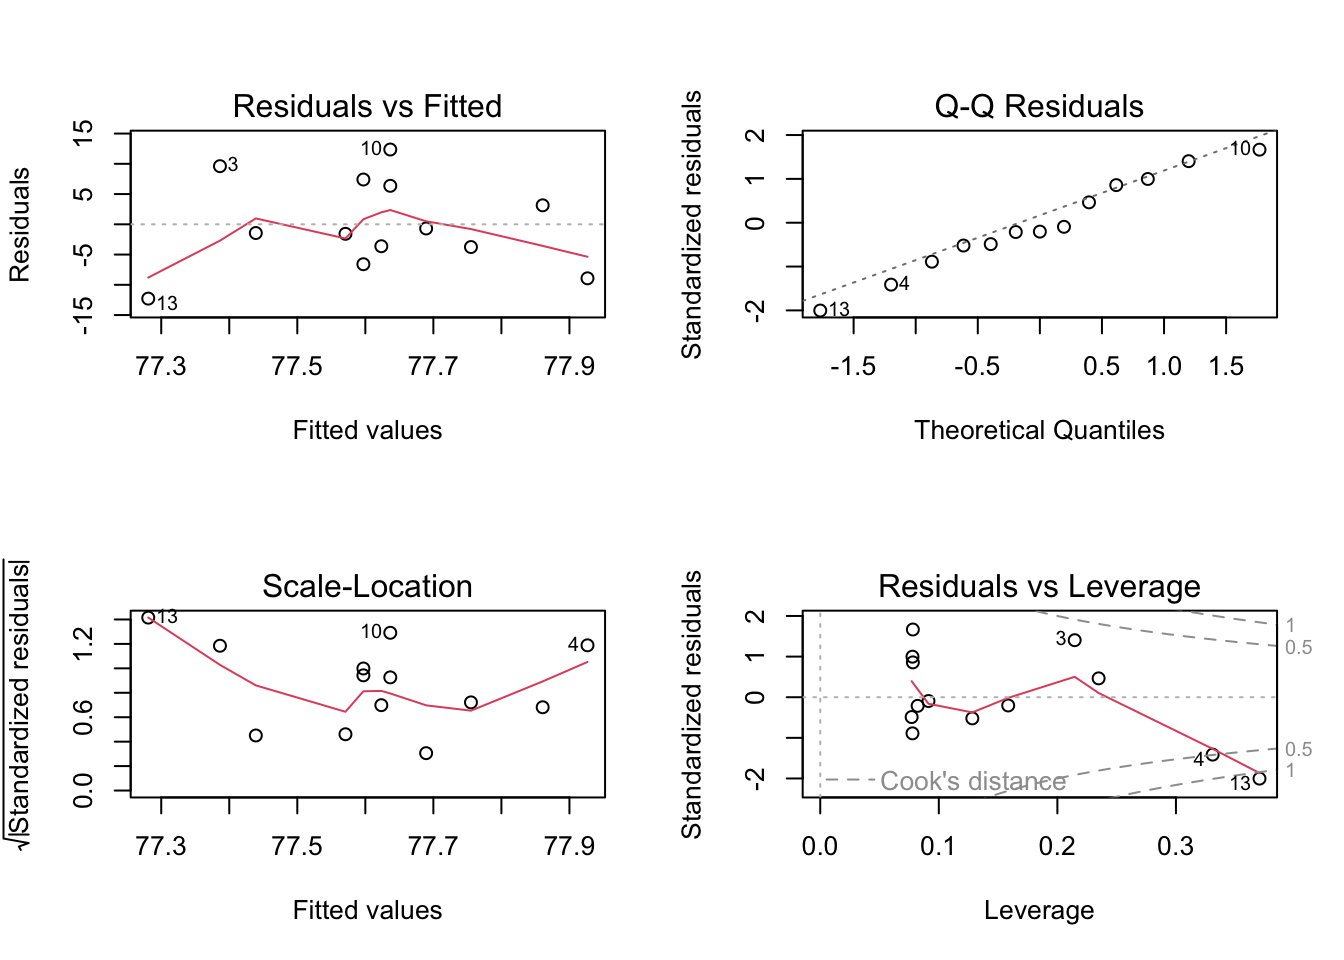 Residuals vs Fitted
Residuals
15
5
-5
-15
3
10
13
77.3 77.5 77.7 77.9
Fitted values
Q-Q Residuals
Standardized residuals
2
1
0
-2
10
4
13
-1.5 -0.5 0.5 1.0 1.5
Theoretical Quantiles
Scale-Location
√|Standardized residuals|
1.2
0.6
0.0
13
10
4
77.3 77.5 77.7 77.9
Fitted values
Residuals vs Leverage
Standardized residuals
2
1
0
-2
3
4
13
1
0.5
0.5
1
Cook's distance
0.0 0.1 0.2 0.3
Leverage